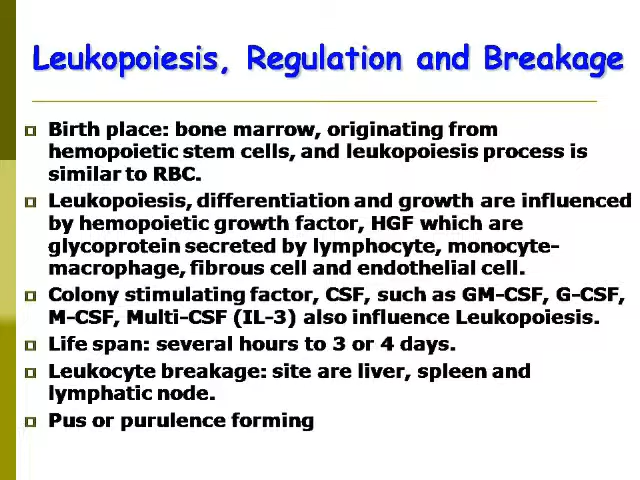 Leukopoiesis, Regulation and Breakage
Birth place: bone marrow, originating from
hemopoietic stem cells, and leukopoiesis process is
similar to RBC.
Leukopoiesis, differentiation and growth are influenced
by hemopoietic growth factor, HGF which are
glycoprotein secreted by lymphocyte, monocyte-
macrophage, fibrous cell and endothelial cell.
Colony stimulating factor, CSF, such as GM-CSF, G-CSF,
M-CSF, Multi-CSF (IL-3) also influence Leukopoiesis.
Life span: several hours to 3 or 4 days.
Leukocyte breakage: site are liver, spleen and
lymphatic node.
Pus or purulence forming